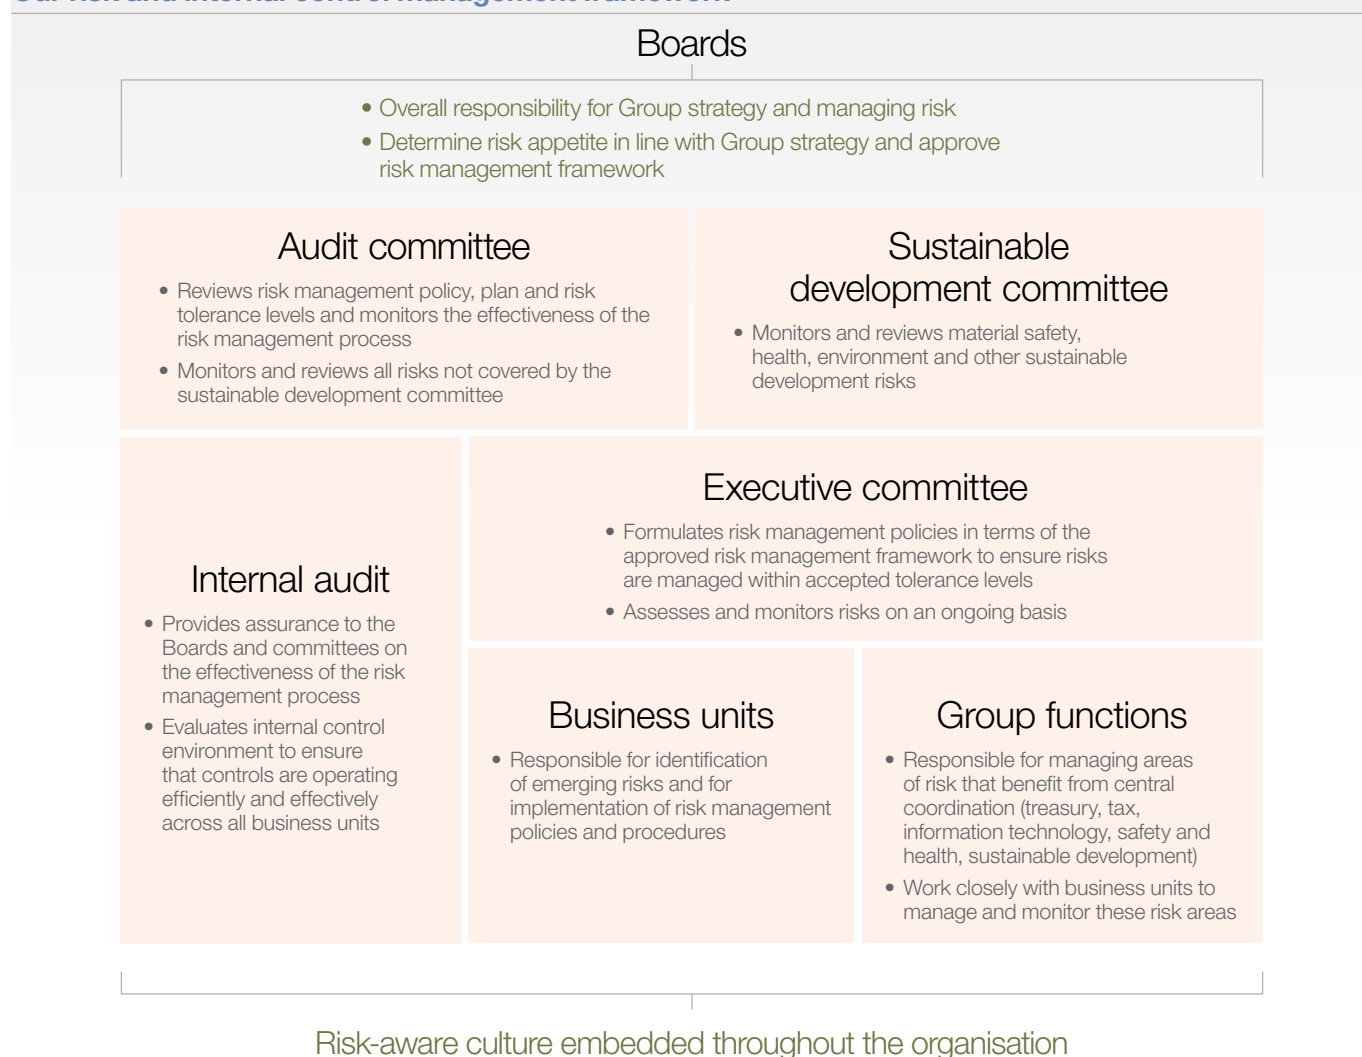 Our risk and internal control management framework
Boards
• Overall responsibility for Group strategy and managing risk
• Determine risk appetite in line with Group strategy and approve
risk management framework
Audit committee
• Reviews risk management policy, plan and risk
tolerance levels and monitors the effectiveness of the
risk management process
• Monitors and reviews all risks not covered by the
sustainable development committee
Sustainable
development committee
• Monitors and reviews material safety,
health, environment and other sustainable
development risks
Internal audit
• Provides assurance to the
Boards and committees on
the effectiveness of the risk
management process
• Evaluates internal control
environment to ensure
that controls are operating
efficiently and effectively
across all business units
Executive committee
• Formulates risk management policies in terms of the
approved risk management framework to ensure risks
are managed within accepted tolerance levels
• Assesses and monitors risks on an ongoing basis
Business units
• Responsible for identification
of emerging risks and for
implementation of risk management
policies and procedures
Group functions
• Responsible for managing areas
of risk that benefit from central
coordination (treasury, tax,
information technology, safety and
health, sustainable development)
• Work closely with business units to
manage and monitor these risk areas
Risk-aware culture embedded throughout the organisation